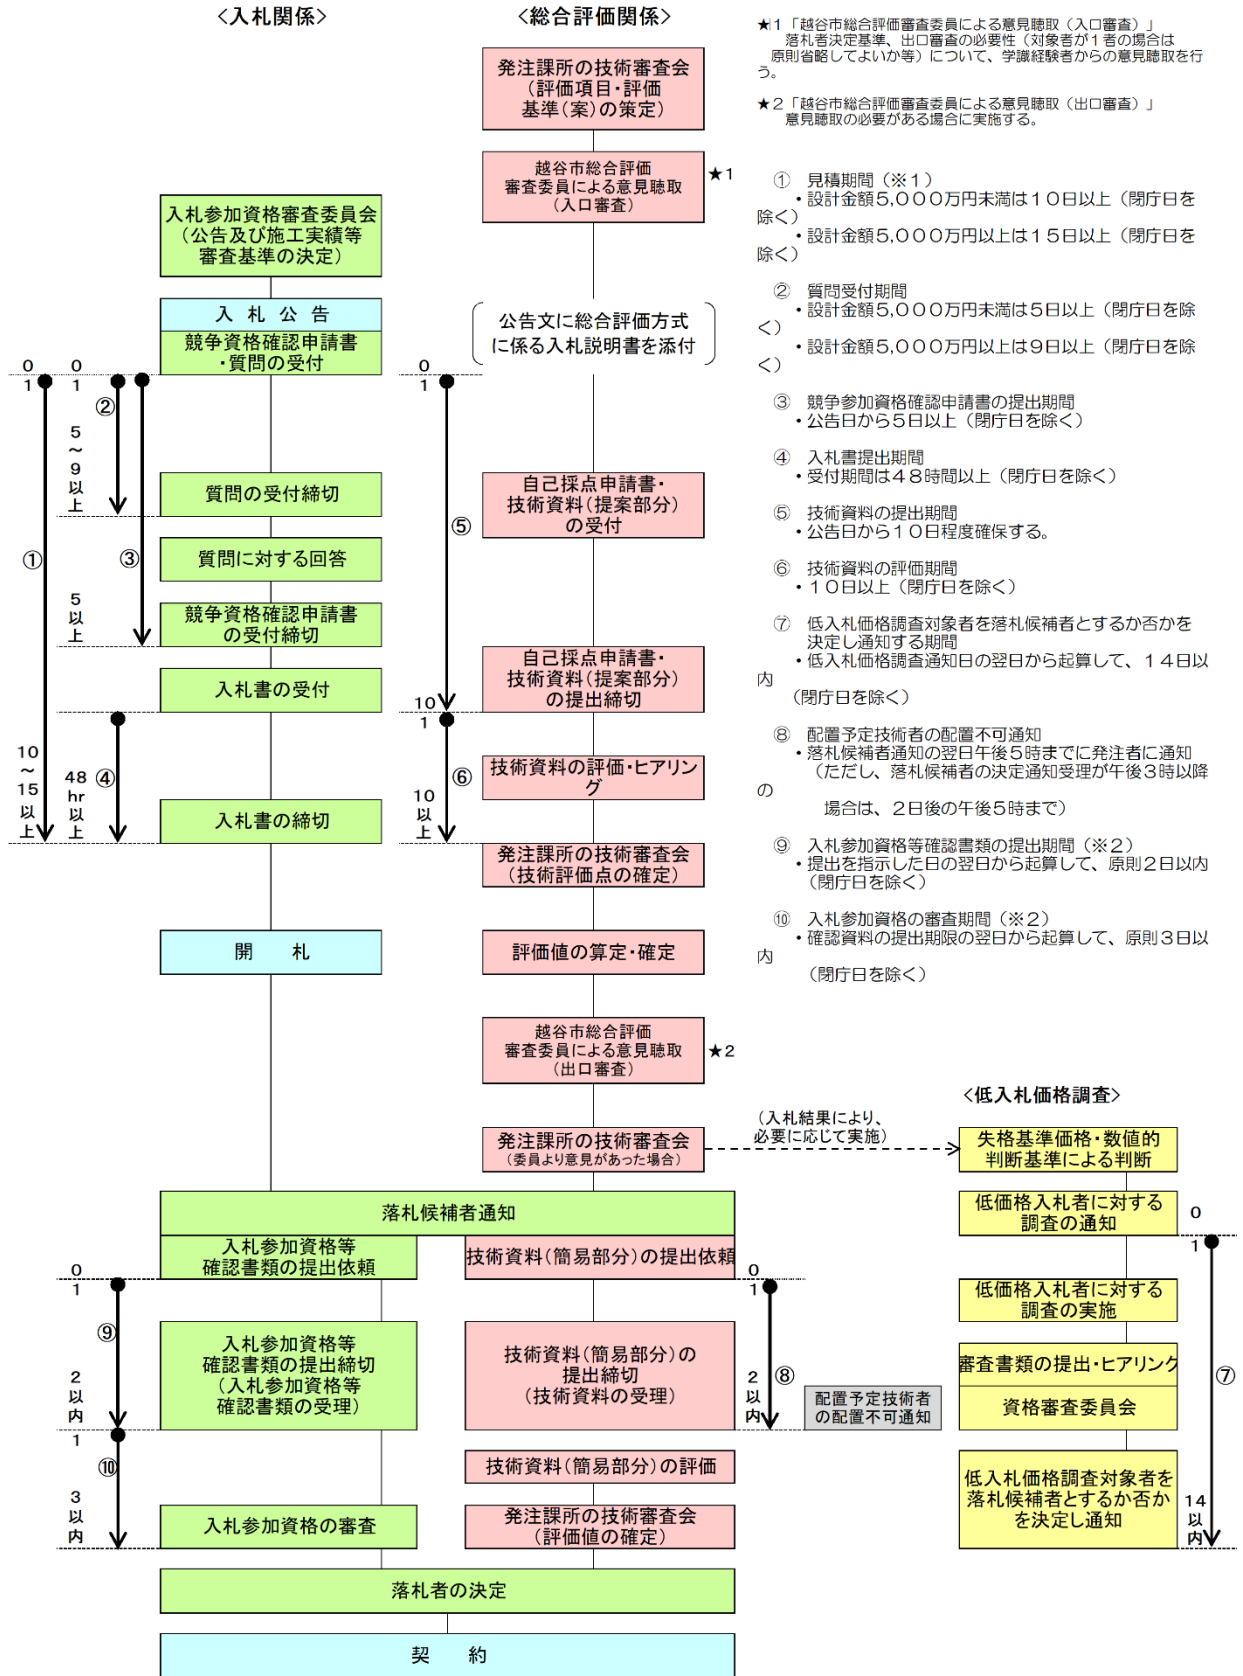 <入札関係>
<総合評価関係>
★1「越谷市総合評価審査委員による意見聴取（入口審査）」
落札者決定基準、出口審査の必要性（対象者が１者の場合は
原則省略してよいか等）について、学識経験者からの意見聴取を行
う。
★２「越谷市総合評価審査委員による意見聴取（出口審査）」
意見聴取の必要がある場合に実施する。
発注課所の技術審査会
（評価項目・評価
基準（案）の策定）
越谷市総合評価
審査委員による意見聴取
（入口審査）
★1
入札参加資格審査委員会
（公告及び施工実績等
審査基準の決定）
入 札 公 告
競争資格確認申請書
・質問の受付
公告文に総合評価方式
に係る入札説明書を添付
① 見積期間（※１）
・設計金額５,０００万円未満は１０日以上（閉庁日を
除く）
・設計金額５,０００万円以上は１５日以上（閉庁日を
除く）
② 質問受付期間
・設計金額５,０００万円未満は５日以上（閉庁日を除
く）
・設計金額５,０００万円以上は９日以上（閉庁日を除
く）
③ 競争参加資格確認申請書の提出期間
・公告日から５日以上（閉庁日を除く）
④ 入札書提出期間
・受付期間は４８時間以上（閉庁日を除く）
⑤ 技術資料の提出期間
・公告日から１０日程度確保する。
⑥ 技術資料の評価期間
・１０日以上（閉庁日を除く）
⑦ 低入札価格調査対象者を落札候補者とするか否かを
決定し通知する期間
・低入札価格調査通知日の翌日から起算して、１４日以
内
（閉庁日を除く）
⑧ 配置予定技術者の配置不可通知
・落札候補者通知の翌日午後５時までに発注者に通知
（ただし、落札候補者の決定通知受理が午後３時以降
の
場合は、２日後の午後５時まで）
⑨ 入札参加資格等確認書類の提出期間（※２）
・提出を指示した日の翌日から起算して、原則２日以内
（閉庁日を除く）
⑩ 入札参加資格の審査期間（※２）
・確認資料の提出期限の翌日から起算して、原則３日以
内
（閉庁日を除く）
0
1
0
1
0
1
②
5～9以上
①
③
5以上
⑤
10
10～15以上
48hr以上
④
1
⑥
10以上
質問の受付締切
質問に対する回答
競争資格確認申請書
の受付締切
入札書の受付
入札書の締切
自己採点申請書・
技術資料（提案部分）
の受付
自己採点申請書・
技術資料（提案部分）
の提出締切
技術資料の評価・ヒアリン
グ
発注課所の技術審査会
（技術評価点の確定）
開 札
評価値の算定・確定
越谷市総合評価
審査委員による意見聴取
（出口審査）
★2
発注課所の技術審査会
（委員より意見があった場合）
（入札結果により、
必要に応じて実施）
<低入札価格調査>
失格基準価格・数値的
判断基準による判断
低価格入札者に対する
調査の通知
0
1
低価格入札者に対する
調査の実施
審査書類の提出・ヒアリング
資格審査委員会
⑦
低入札価格調査対象者を
落札候補者とするか否か
を決定し通知
14以内
落札候補者通知
入札参加資格等
確認書類の提出依頼
技術資料（簡易部分）の提出依頼
0
1
0
1
⑨
2以内
入札参加資格等
確認書類の提出締切
（入札参加資格等
確認書類の受理）
技術資料（簡易部分）の
提出締切
（技術資料の受理）
⑧
2以内
配置予定技術者
の配置不可通知
1
⑩
3以内
技術資料（簡易部分）の評価
入札参加資格の審査
発注課所の技術審査会
（評価値の確定）
落札者の決定
契 約